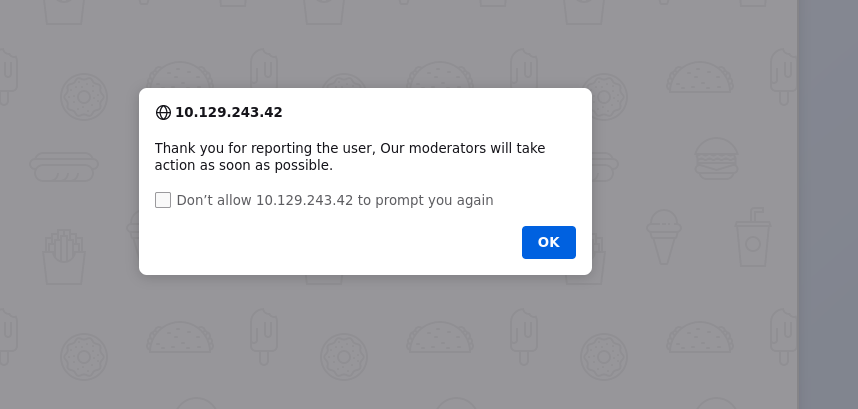 10.129.243.42
Thank you for reporting the user, Our moderators will take
action as soon as possible.
Don’t allow 10.129.243.42 to prompt you again
OK